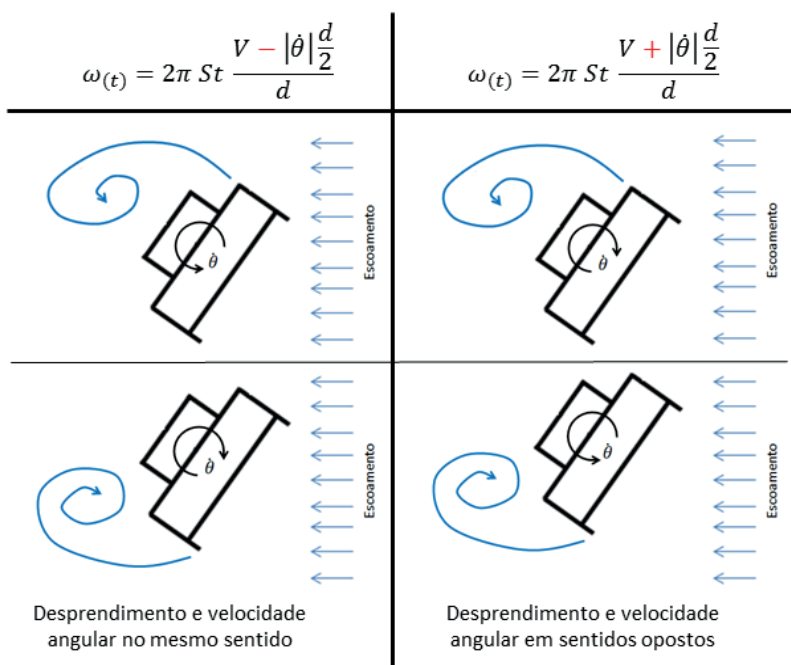 ω(t) = 2π St (V − |θ̇| d/2)/d
ω(t) = 2π St (V + |θ̇| d/2)/d
θ̇
Escoamento
θ̇
Escoamento
θ̇
Escoamento
θ̇
Escoamento
Desprendimento e velocidade
angular no mesmo sentido
Desprendimento e velocidade
angular em sentidos opostos